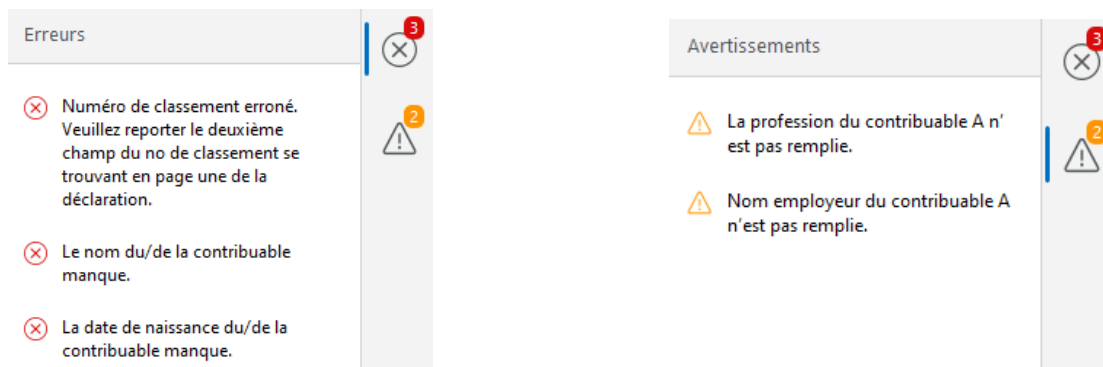 Erreurs
3
Numéro de classement erroné.
Veuillez reporter le deuxième
champ du no de classement se
trouvant en page une de la
déclaration.
2
Le nom du/de la contribuable
manque.
La date de naissance du/de la
contribuable manque.
Avertissements
3
La profession du contribuable A n'
est pas remplie.
2
Nom employeur du contribuable A
n'est pas remplie.